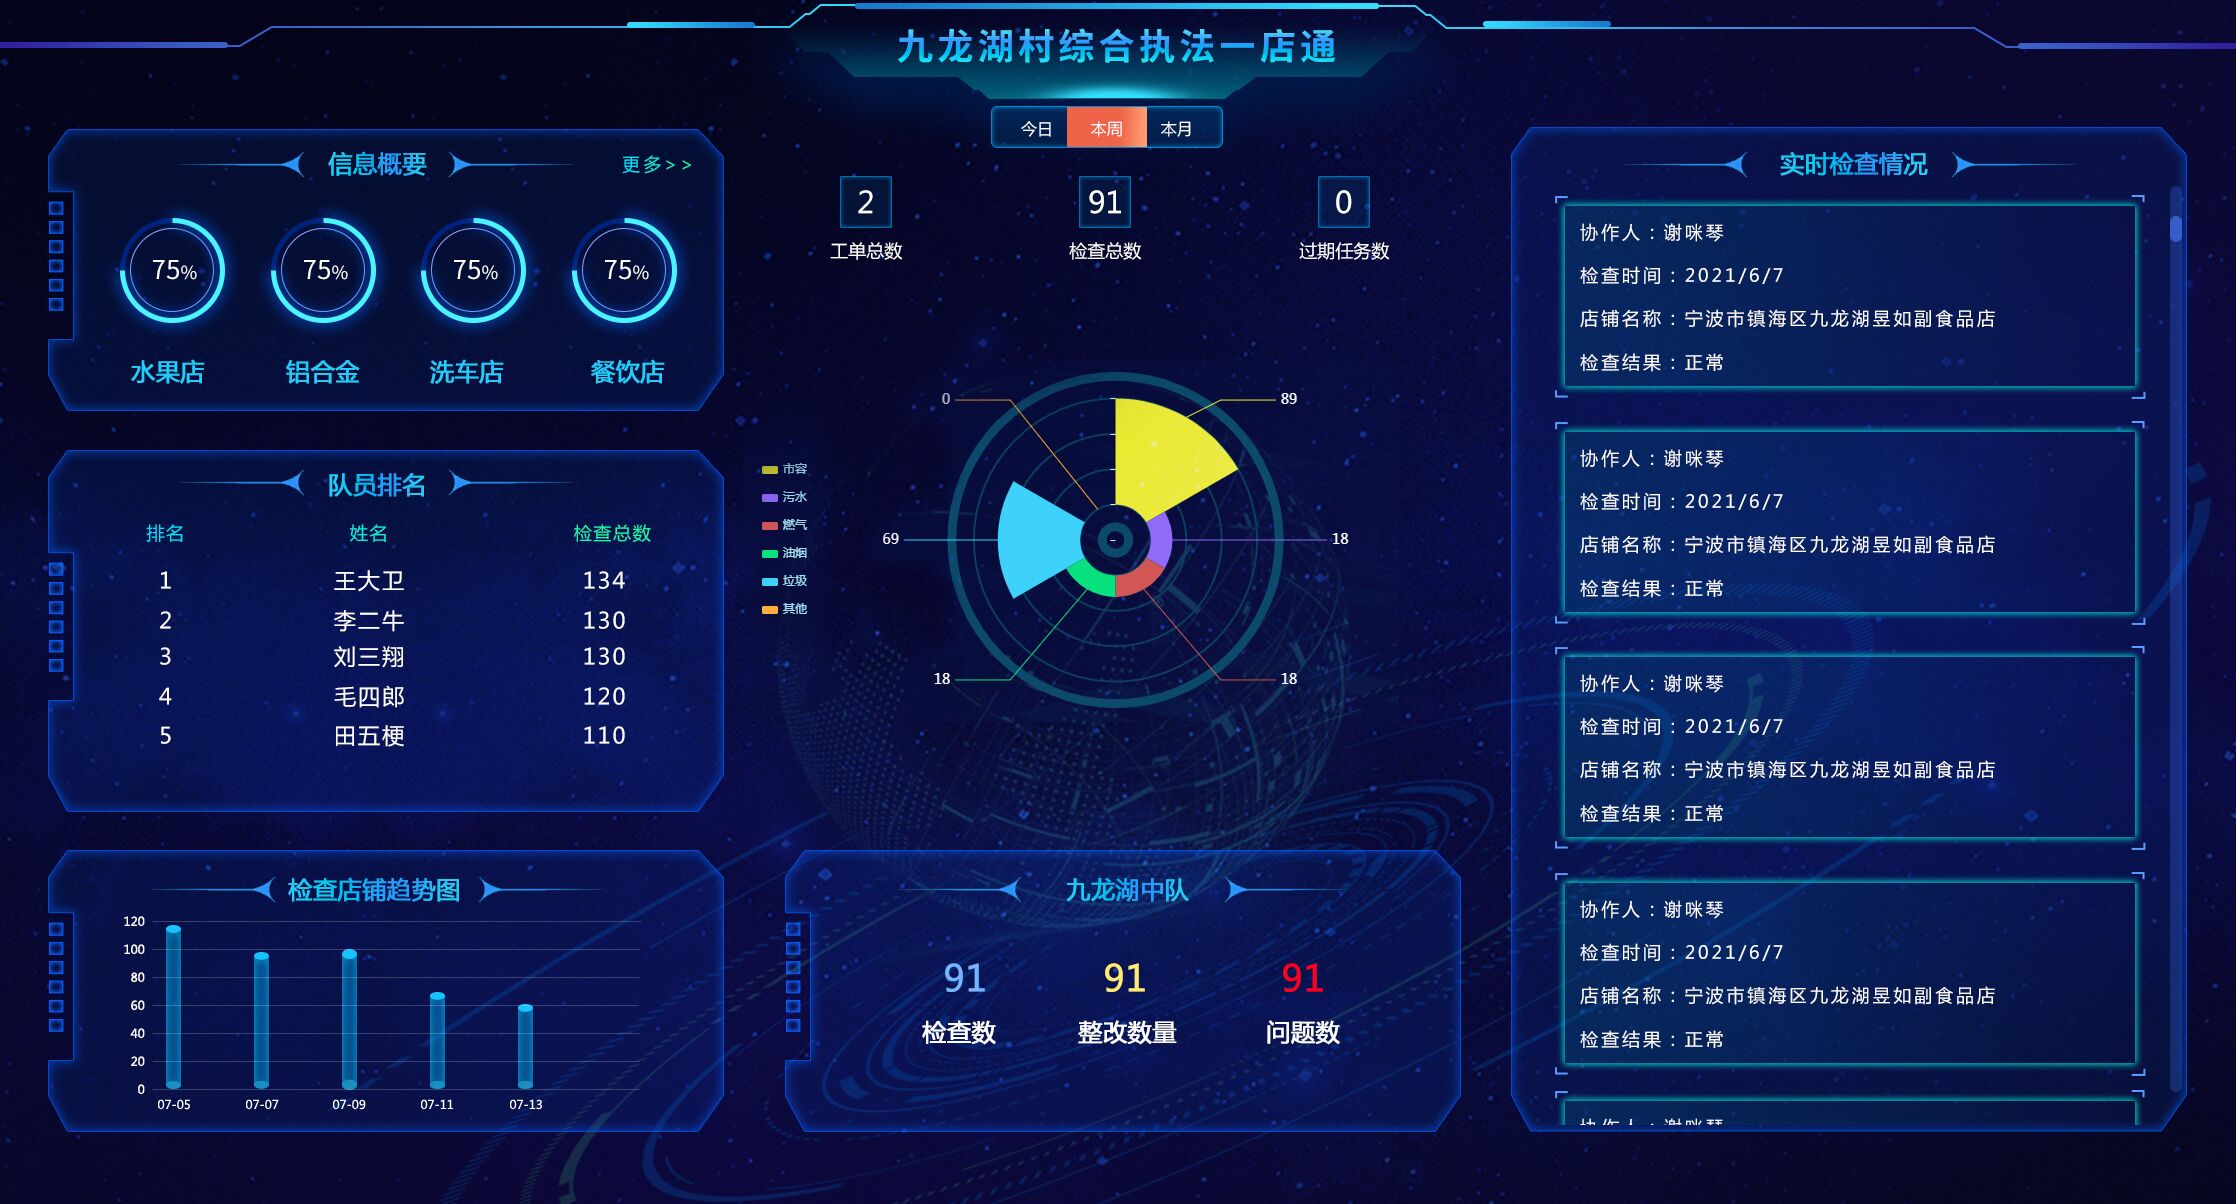 九龙湖村综合执法一店通
今日 本周 本月
信息概要
更多>>
75% 75% 75% 75%
水果店 铝合金 洗车店 餐饮店
队员排名
排名 姓名 检查总数
1 王大卫 134
2 李二牛 130
3 刘三翔 130
4 毛四郎 120
5 田五梗 110
检查店铺趋势图
120
100
80
60
40
20
0
07-05 07-07 07-09 07-11 07-13
2 91 0
工单总数 检查总数 过期任务数
市容
污水
燃气
油烟
垃圾
其他
0 89
69 18
18 18
九龙湖中队
91 91 91
检查数 整改数量 问题数
实时检查情况
协作人：谢咪琴
检查时间：2021/6/7
店铺名称：宁波市镇海区九龙湖昱如副食品店
检查结果：正常
协作人：谢咪琴
检查时间：2021/6/7
店铺名称：宁波市镇海区九龙湖昱如副食品店
检查结果：正常
协作人：谢咪琴
检查时间：2021/6/7
店铺名称：宁波市镇海区九龙湖昱如副食品店
检查结果：正常
协作人：谢咪琴
检查时间：2021/6/7
店铺名称：宁波市镇海区九龙湖昱如副食品店
检查结果：正常
协作人：谢咪琴